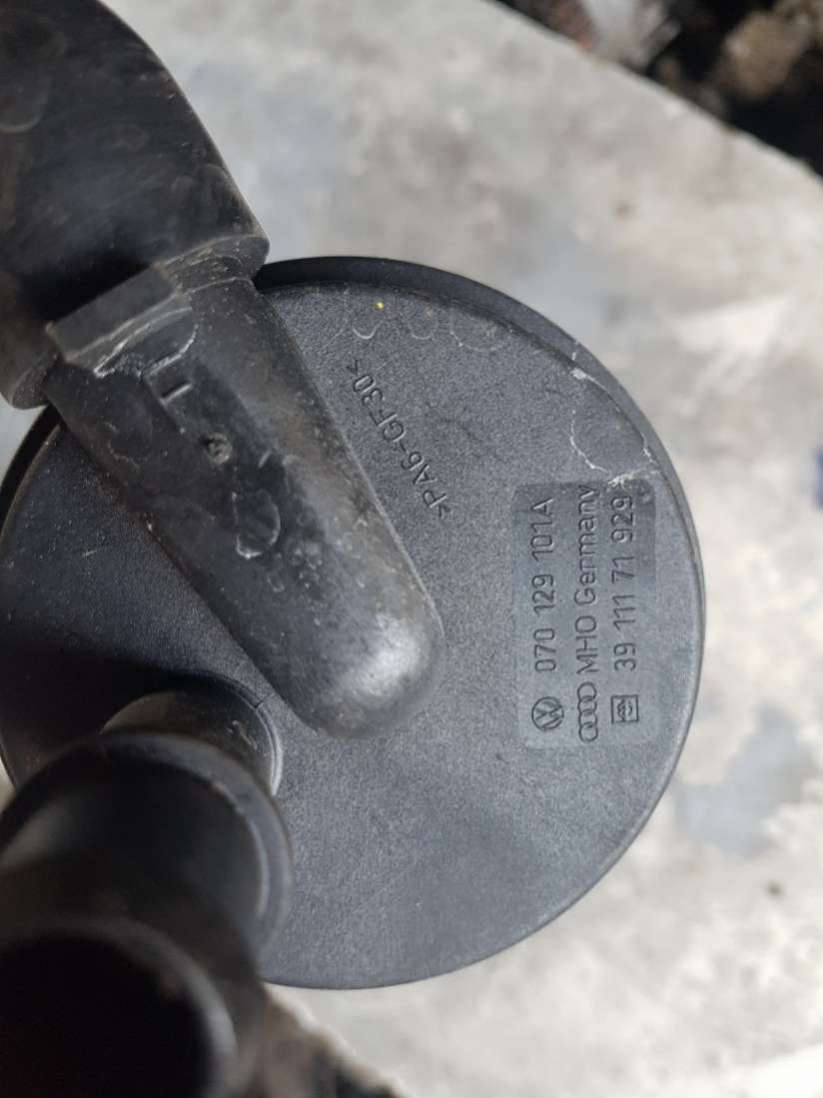 >PA6-GF30<
070 129 101A
MHO Germany
39 111 71 929